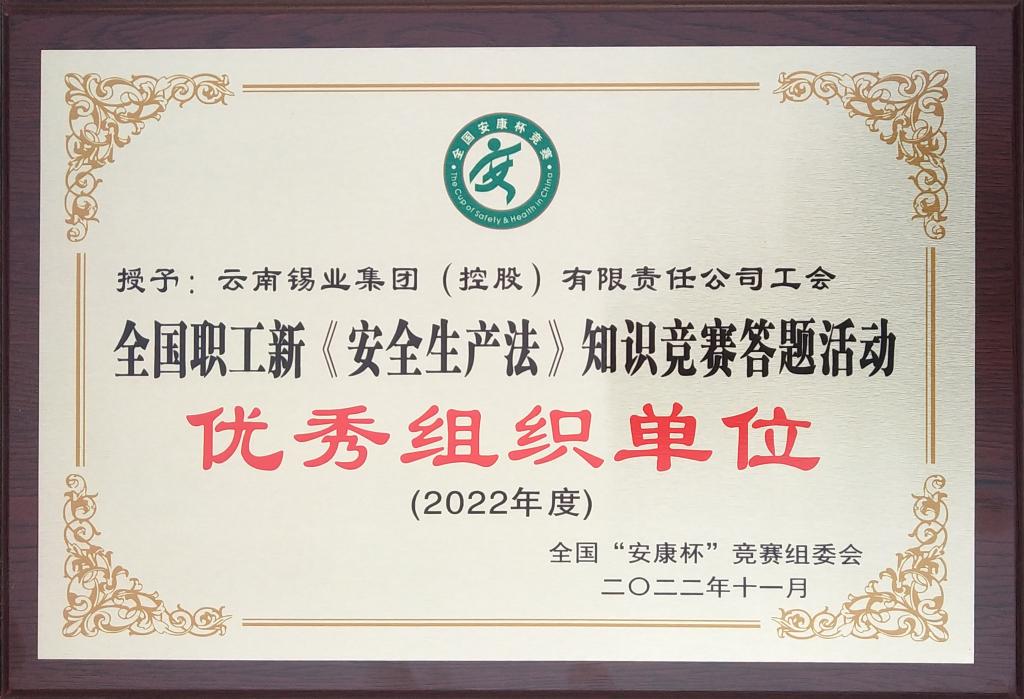 全国安康杯竞赛
安
The Cup of Safety & Health in China
授予：云南锡业集团（控股）有限责任公司工会
全国职工新《安全生产法》知识竞赛答题活动
优秀组织单位
(2022年度)
全国“安康杯”竞赛组委会
二〇二二年十一月